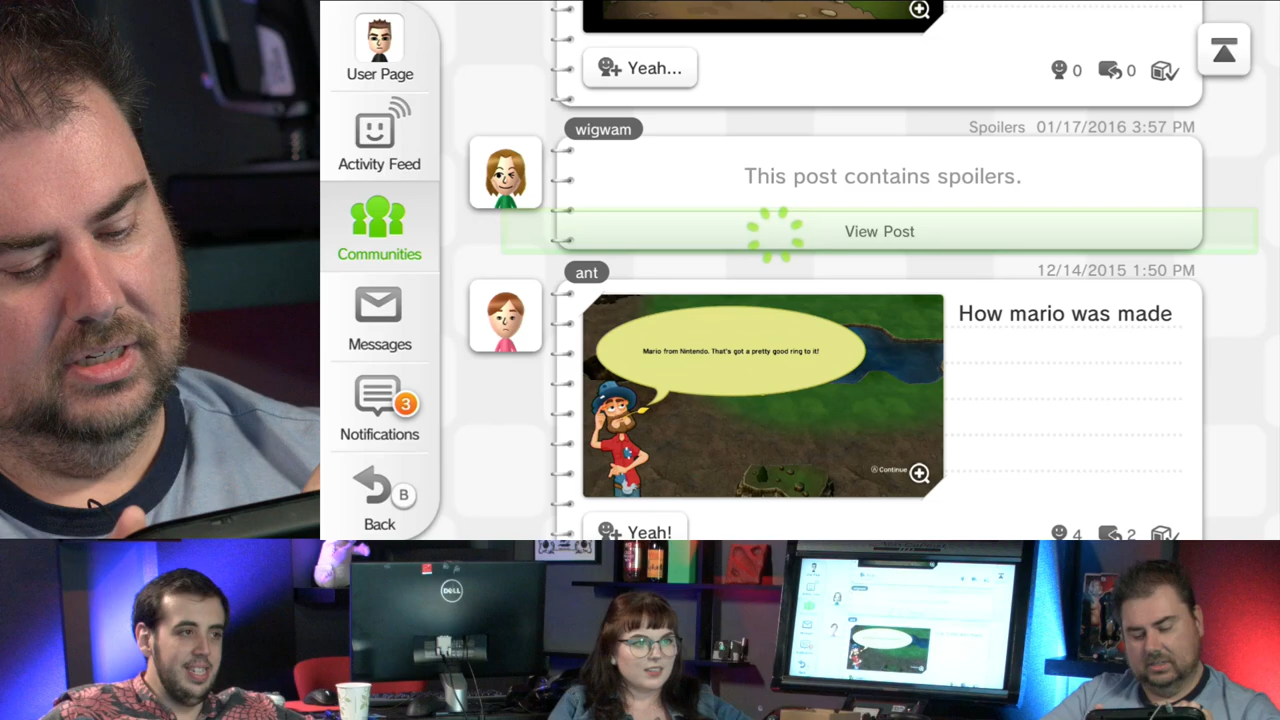 User Page
Activity Feed
Communities
Messages
3
Notifications
B
Back
Yeah...
0
0
wigwam
Spoilers 01/17/2016 3:57 PM
This post contains spoilers.
View Post
ant
12/14/2015 1:50 PM
Mario from Nintendo. That's got a pretty good ring to it!
A Continue
How mario was made
Yeah!
4
2
DELL